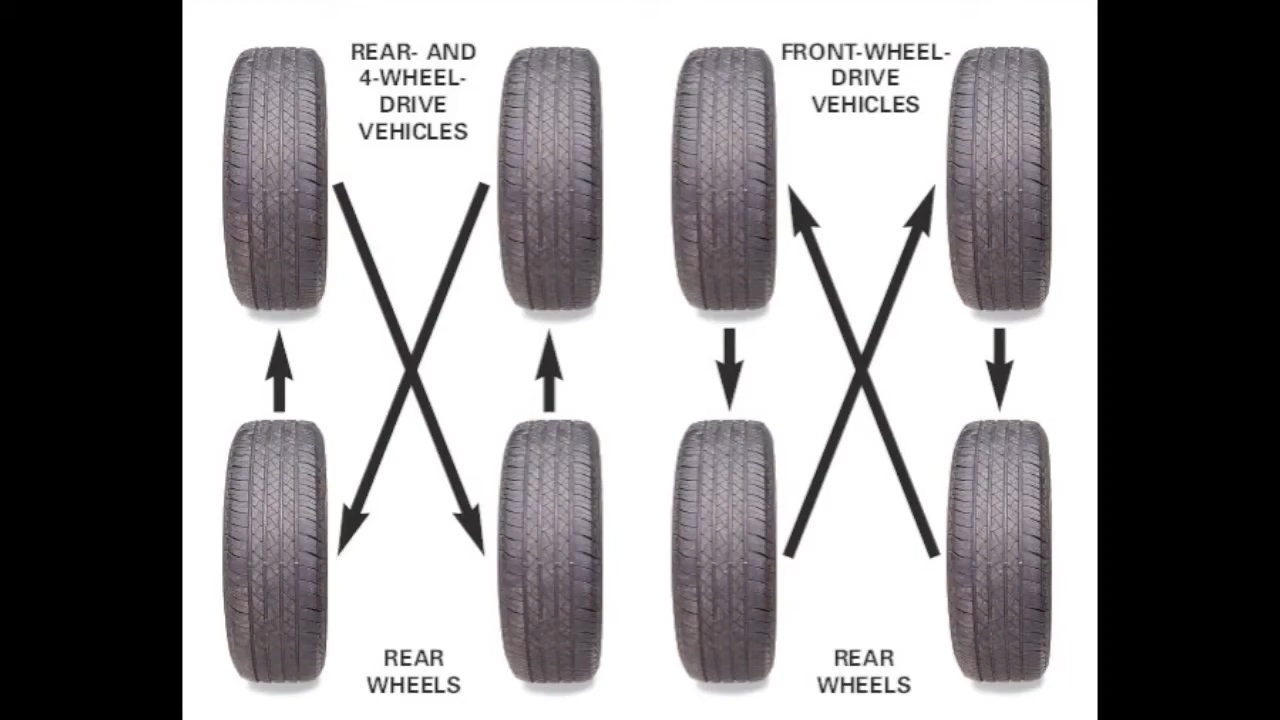 REAR- AND
4-WHEEL-
DRIVE
VEHICLES
FRONT-WHEEL-
DRIVE
VEHICLES
REAR
WHEELS
REAR
WHEELS